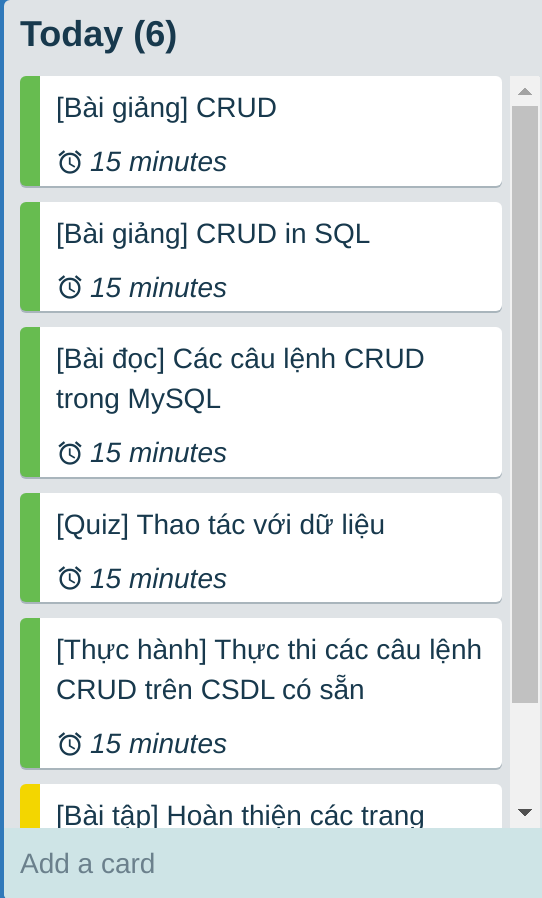 Today (6)
[Bài giảng] CRUD
15 minutes
[Bài giảng] CRUD in SQL
15 minutes
[Bài đọc] Các câu lệnh CRUD
trong MySQL
15 minutes
[Quiz] Thao tác với dữ liệu
15 minutes
[Thực hành] Thực thi các câu lệnh
CRUD trên CSDL có sẵn
15 minutes
[Bài tập] Hoàn thiện các trang
Add a card